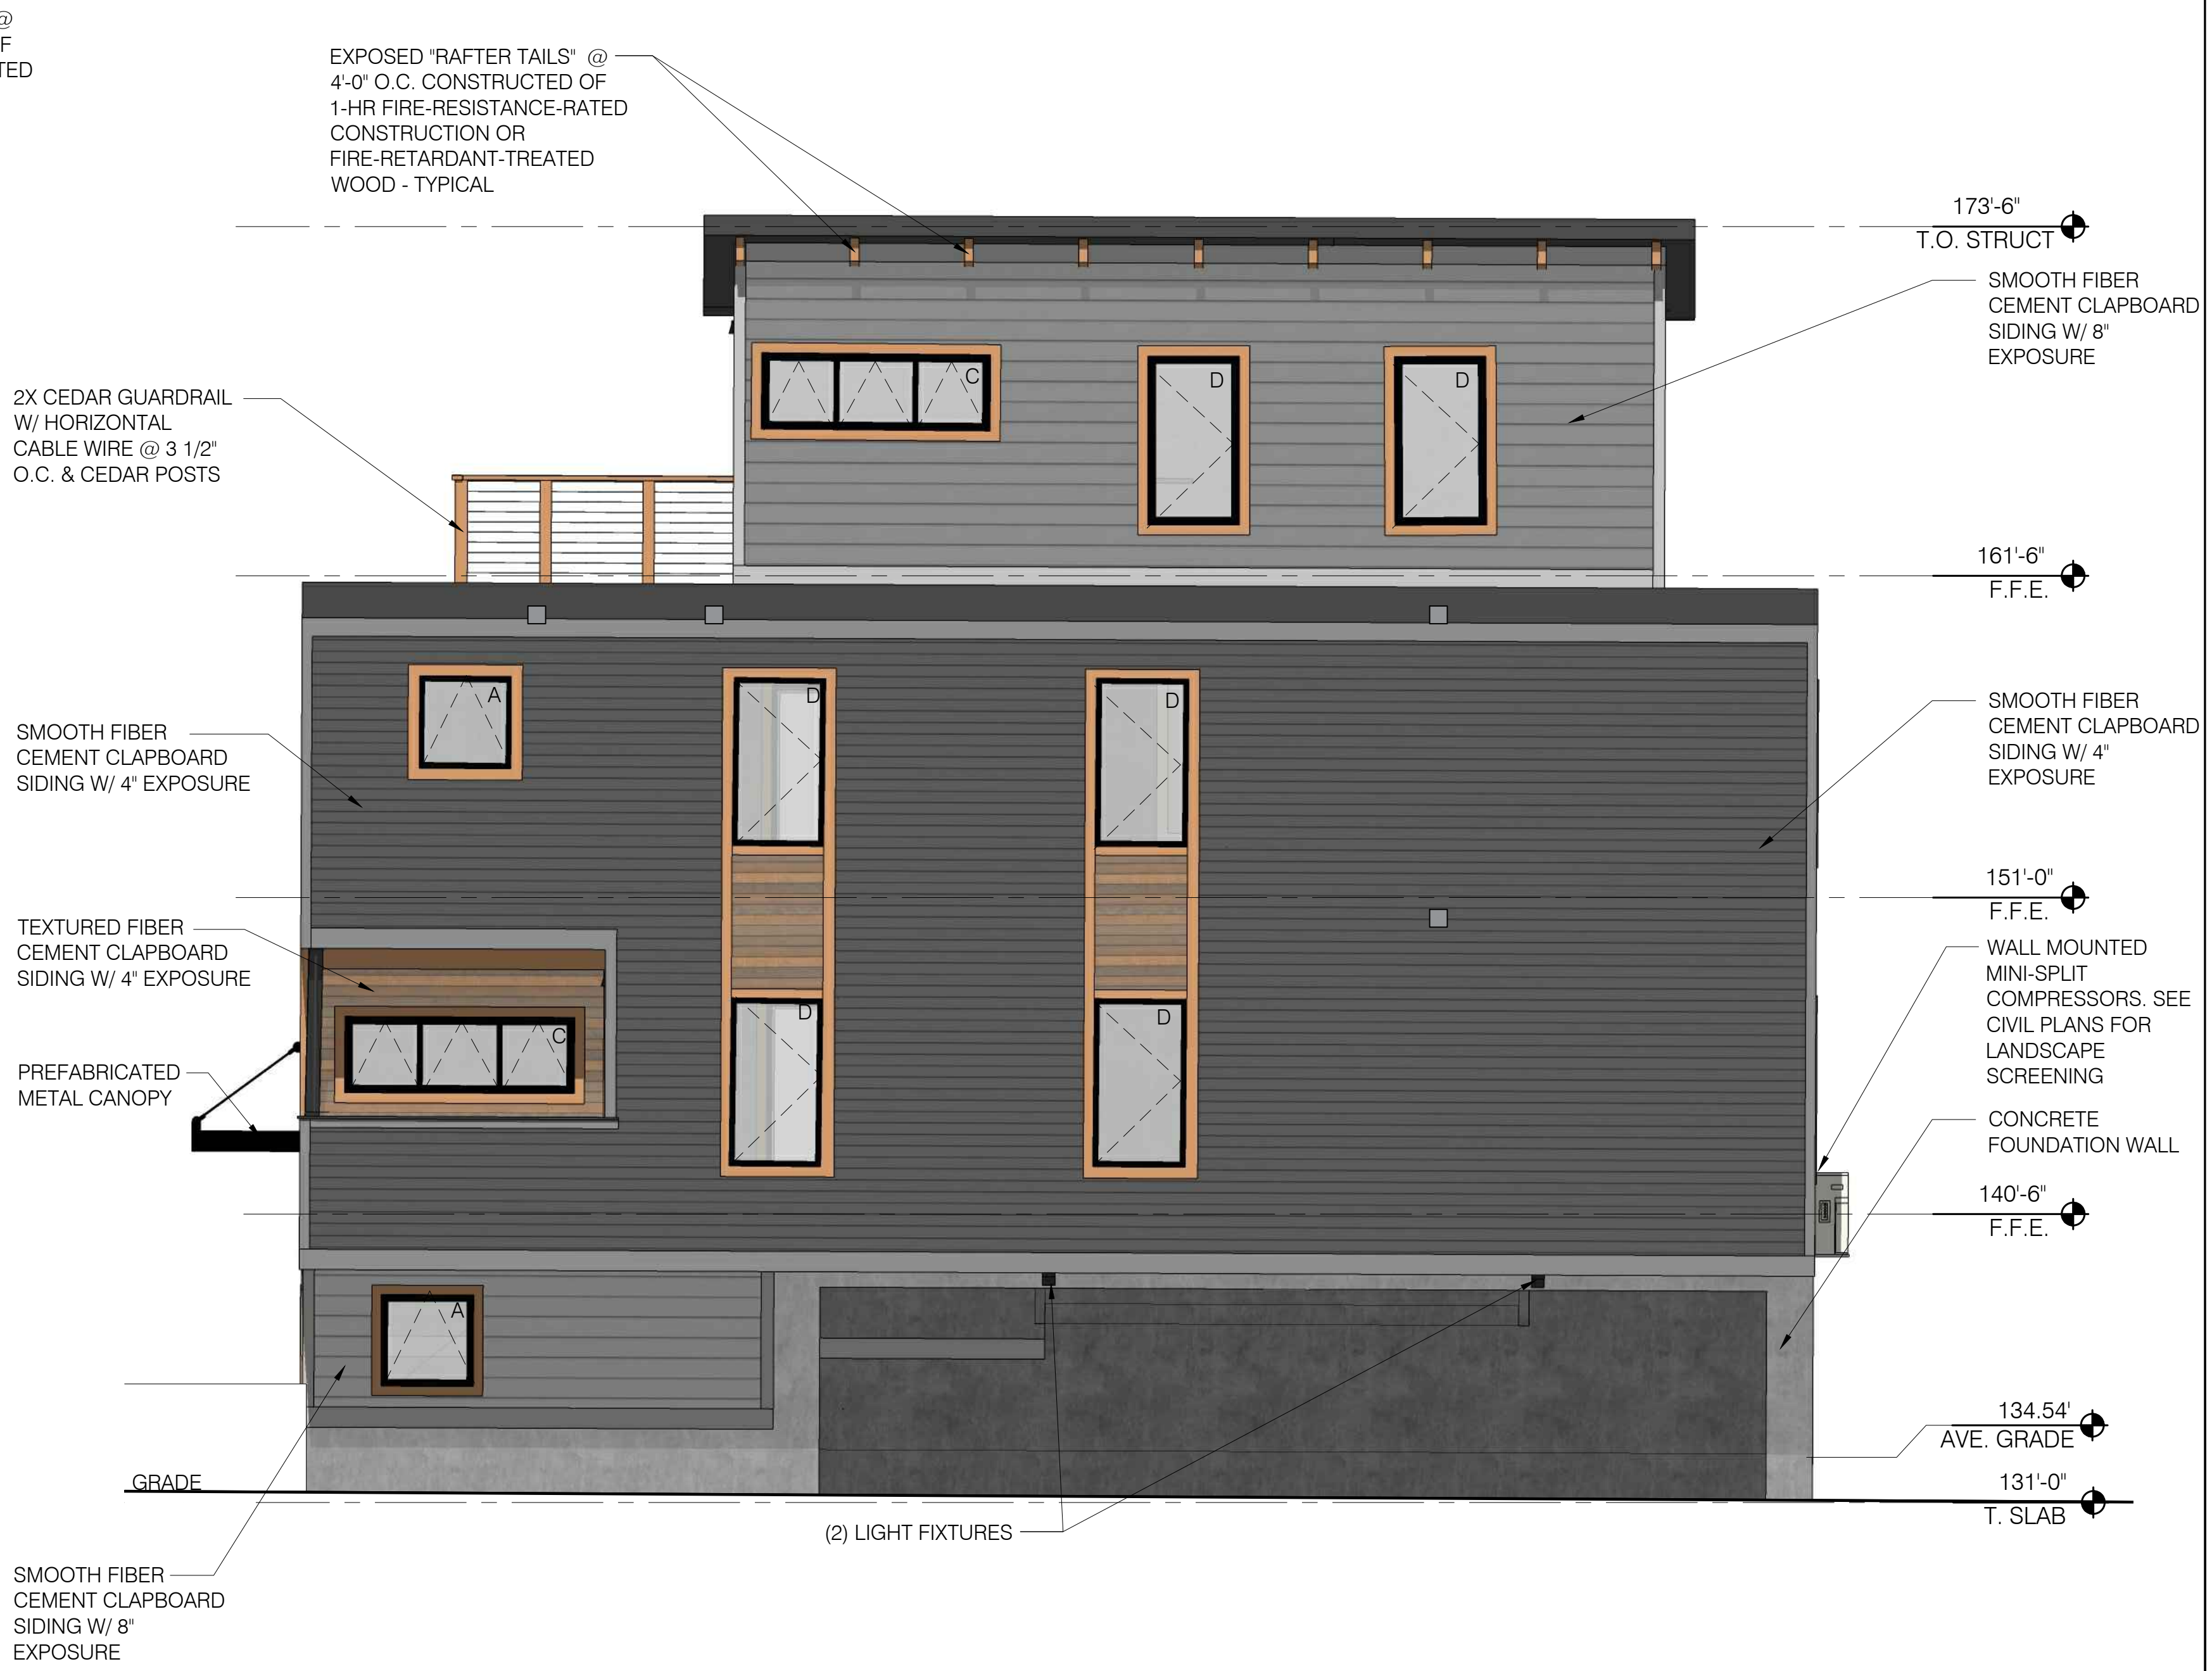 @
F
TED
EXPOSED "RAFTER TAILS" @
4'-0" O.C. CONSTRUCTED OF
1-HR FIRE-RESISTANCE-RATED
CONSTRUCTION OR
FIRE-RETARDANT-TREATED
WOOD - TYPICAL
173'-6"
T.O. STRUCT
SMOOTH FIBER
CEMENT CLAPBOARD
SIDING W/ 8"
EXPOSURE
C
D
D
2X CEDAR GUARDRAIL
W/ HORIZONTAL
CABLE WIRE @ 3 1/2"
O.C. & CEDAR POSTS
161'-6"
F.F.E.
A
D
D
SMOOTH FIBER
CEMENT CLAPBOARD
SIDING W/ 4" EXPOSURE
SMOOTH FIBER
CEMENT CLAPBOARD
SIDING W/ 4"
EXPOSURE
151'-0"
F.F.E.
TEXTURED FIBER
CEMENT CLAPBOARD
SIDING W/ 4" EXPOSURE
WALL MOUNTED
MINI-SPLIT
COMPRESSORS. SEE
CIVIL PLANS FOR
LANDSCAPE
SCREENING
C
D
D
PREFABRICATED
METAL CANOPY
CONCRETE
FOUNDATION WALL
140'-6"
F.F.E.
A
134.54'
AVE. GRADE
GRADE
131'-0"
T. SLAB
(2) LIGHT FIXTURES
SMOOTH FIBER
CEMENT CLAPBOARD
SIDING W/ 8"
EXPOSURE